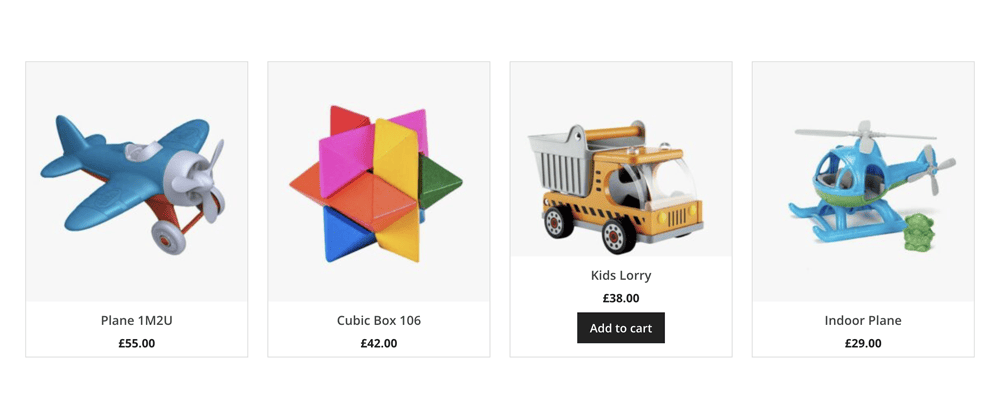 Plane 1M2U
£55.00
Cubic Box 106
£42.00
Kids Lorry
£38.00
Add to cart
Indoor Plane
£29.00